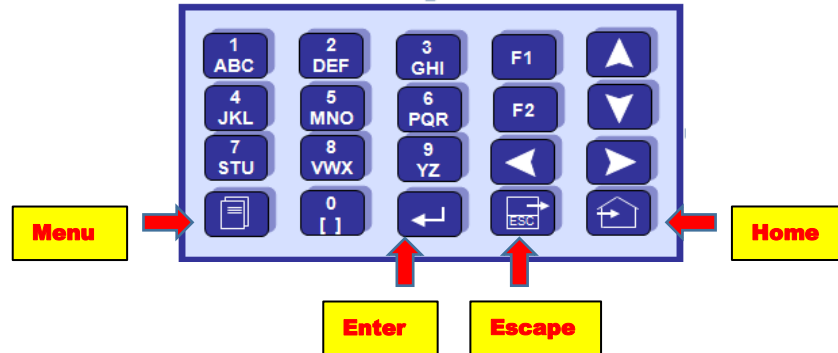 1
ABC
2
DEF
3
GHI
F1
4
JKL
5
MNO
6
PQR
F2
7
STU
8
VWX
9
YZ
0
[ ]
ESC
Menu
Home
Enter
Escape